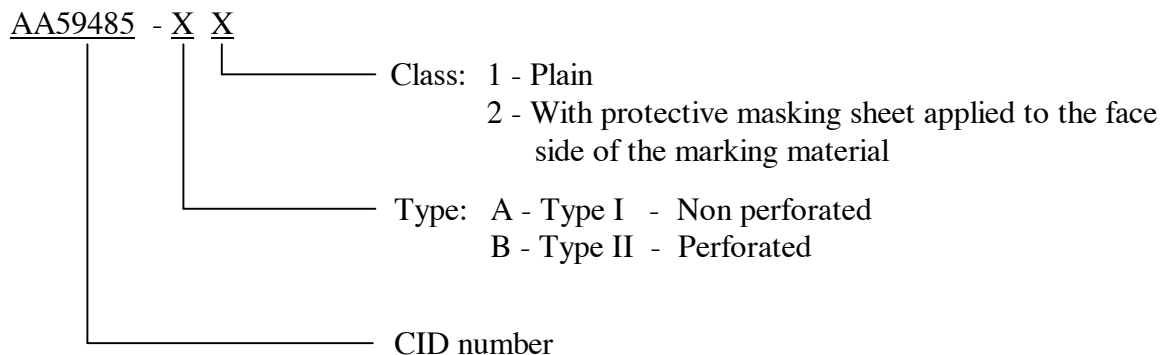 AA59485 - X X
Class: 1 - Plain
2 - With protective masking sheet applied to the face
side of the marking material
Type: A - Type I - Non perforated
B - Type II - Perforated
CID number